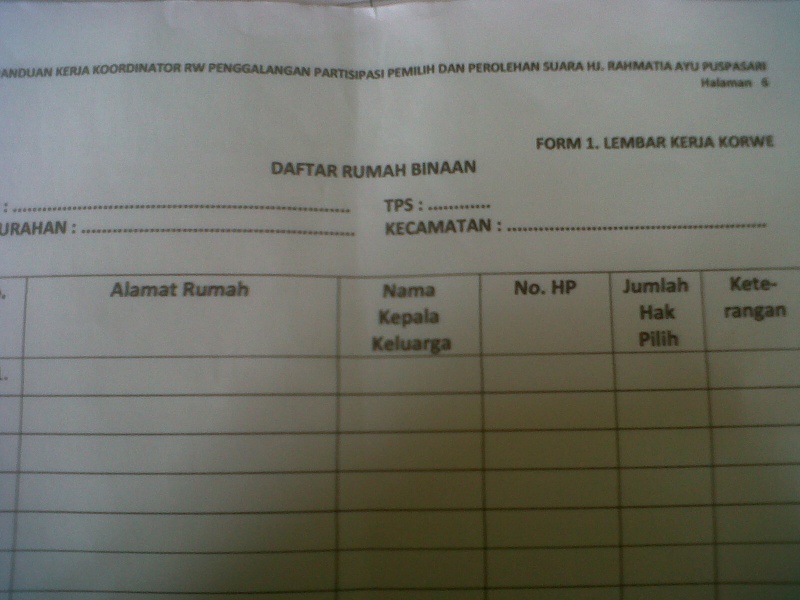 ANDUAN KERJA KOORDINATOR RW PENGGALANGAN PARTISIPASI PEMILIH DAN PEROLEHAN SUARA HJ. RAHMATIA AYU PUSPASARI
Halaman 6
FORM 1. LEMBAR KERJA KORWE
DAFTAR RUMAH BINAAN
: .......................................................... TPS : ............
URAHAN : .................................................. KECAMATAN : ................................................
. Alamat Rumah Nama Kepala Keluarga No. HP Jumlah Hak Pilih Kete-rangan
1.